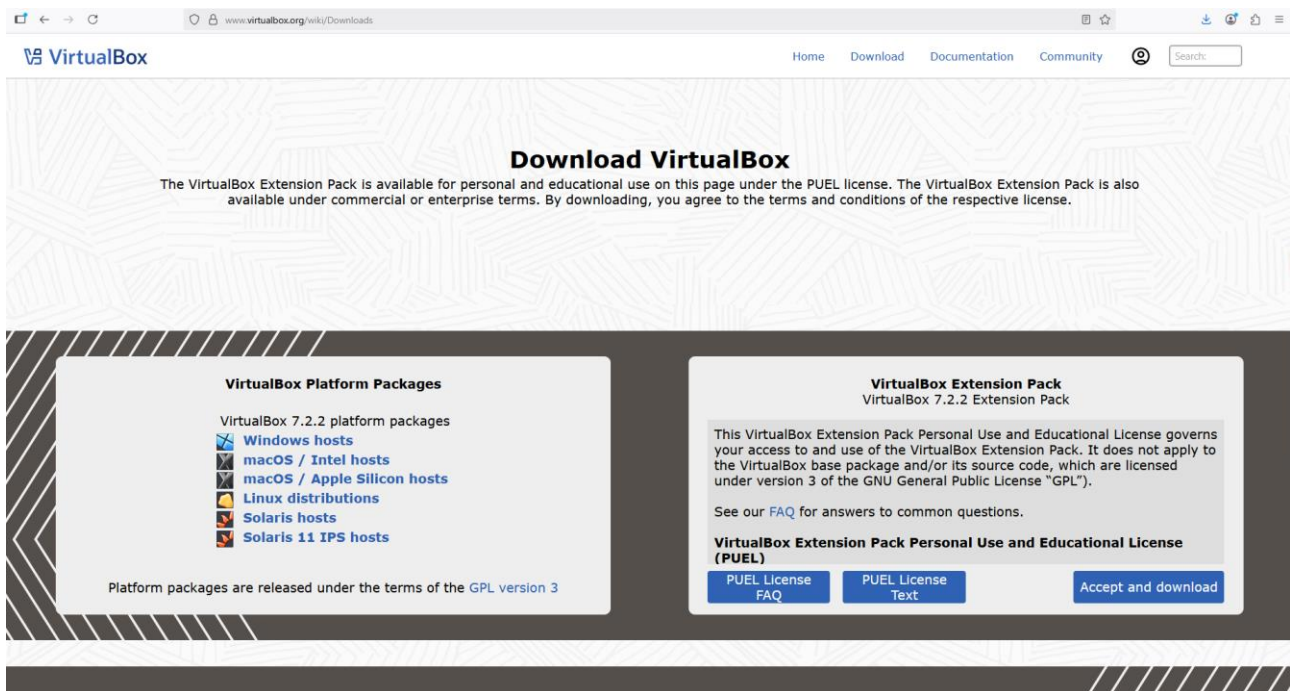 www.virtualbox.org/wiki/Downloads
VirtualBox
Home Download Documentation Community Search:
Download VirtualBox
The VirtualBox Extension Pack is available for personal and educational use on this page under the PUEL license. The VirtualBox Extension Pack is also
available under commercial or enterprise terms. By downloading, you agree to the terms and conditions of the respective license.
VirtualBox Platform Packages
VirtualBox 7.2.2 platform packages
Windows hosts
macOS / Intel hosts
macOS / Apple Silicon hosts
Linux distributions
Solaris hosts
Solaris 11 IPS hosts
Platform packages are released under the terms of the GPL version 3
VirtualBox Extension Pack
VirtualBox 7.2.2 Extension Pack
This VirtualBox Extension Pack Personal Use and Educational License governs
your access to and use of the VirtualBox Extension Pack. It does not apply to
the VirtualBox base package and/or its source code, which are licensed
under version 3 of the GNU General Public License “GPL”).
See our FAQ for answers to common questions.
VirtualBox Extension Pack Personal Use and Educational License
(PUEL)
PUEL License
FAQ
PUEL License
Text
Accept and download